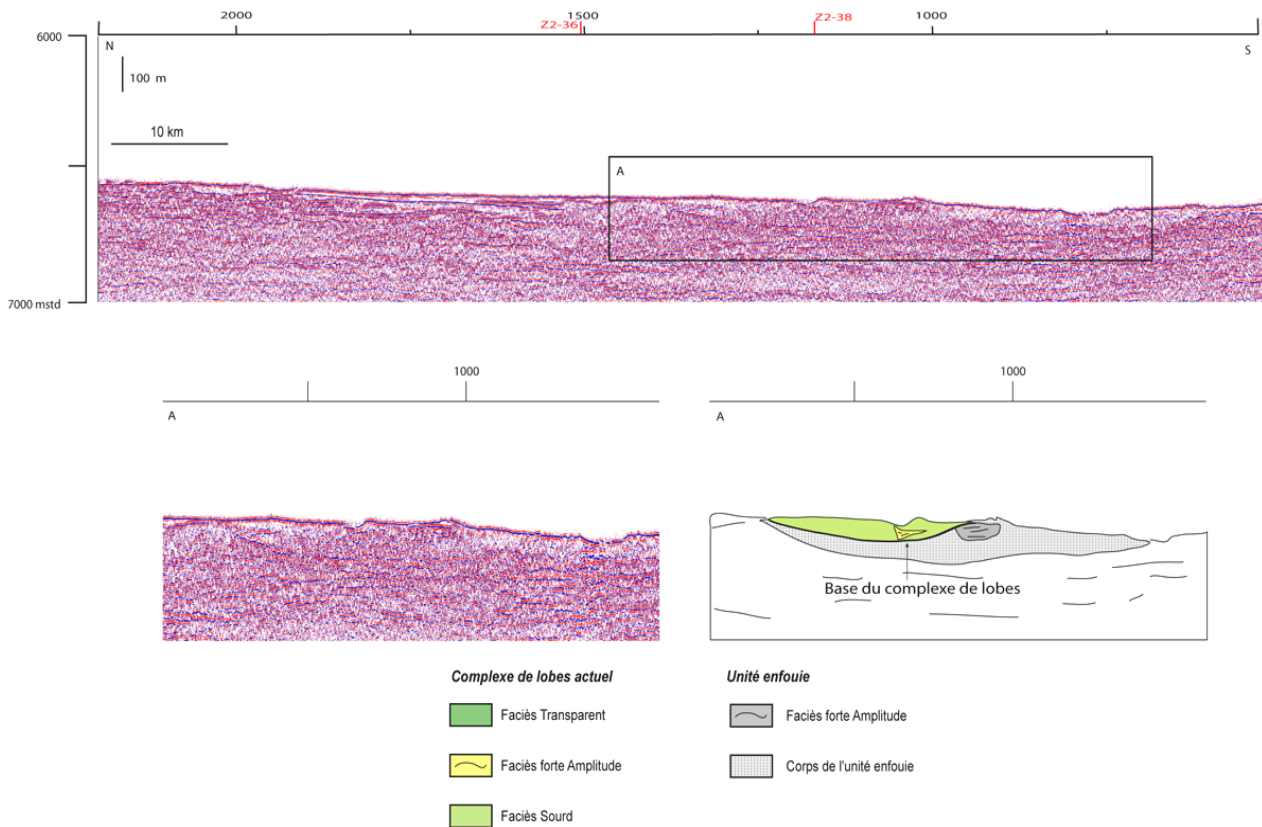 2000 1500 Z2-36 Z2-38 1000
6000
N S
100 m
10 km
A
7000 mstd
1000 1000
A A
Base du complexe de lobes
Complexe de lobes actuel Unité enfouie
Faciès Transparent Faciès forte Amplitude
Faciès forte Amplitude Corps de l'unité enfouie
Faciès Sourd